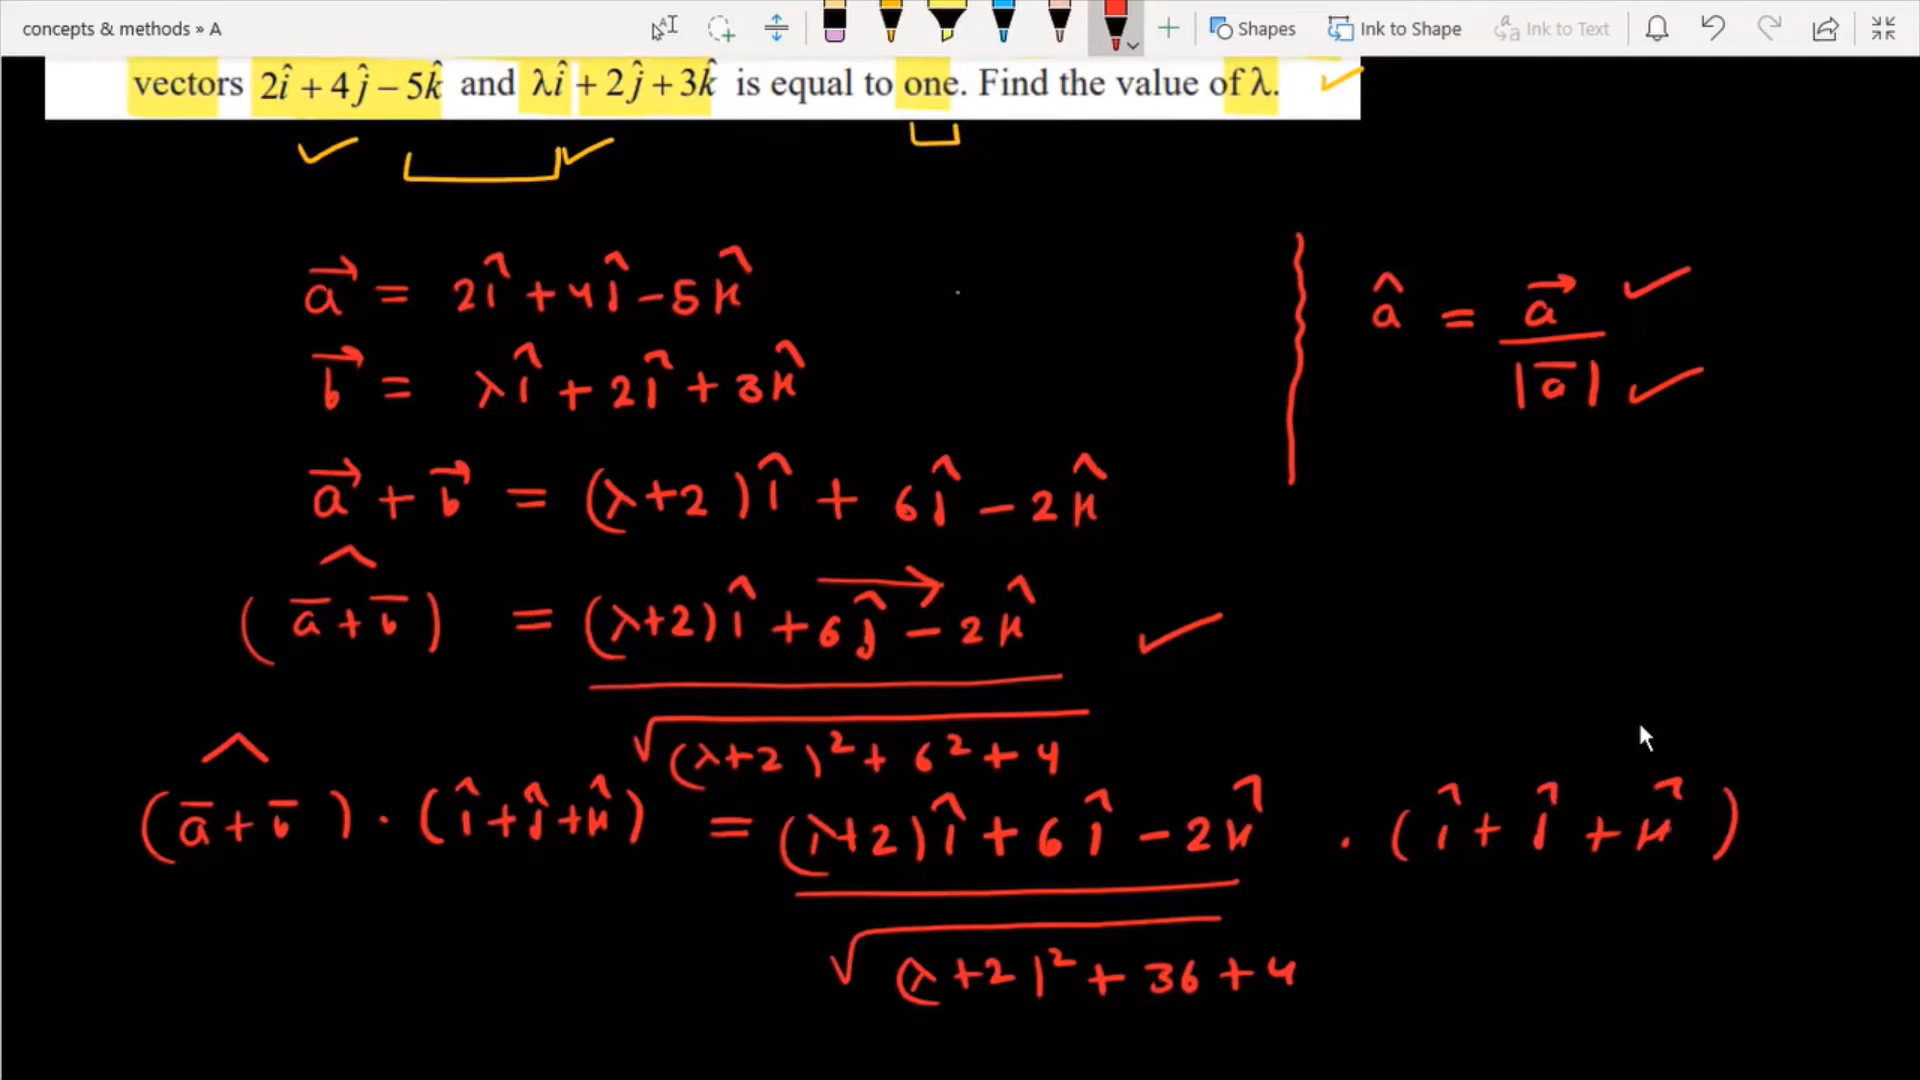 concepts & methods » A
Shapes
Ink to Shape
Ink to Text
vectors 2î + 4ĵ − 5k̂ and λî + 2ĵ + 3k̂ is equal to one. Find the value of λ.
a⃗ = 2î + 4ĵ − 5k̂
b⃗ = λî + 2ĵ + 3k̂
a⃗ + b⃗ = (λ+2)î + 6ĵ − 2k̂
(a̅ + b̅)^ = (λ+2)î + 6ĵ − 2k̂
√(λ+2)² + 6² + 4
(a̅ + b̅)^ · (î + ĵ + k̂) = (λ+2)î + 6ĵ − 2k̂ · (î + ĵ + k̂)
√(λ+2)² + 36 + 4
â = a⃗
|a̅|